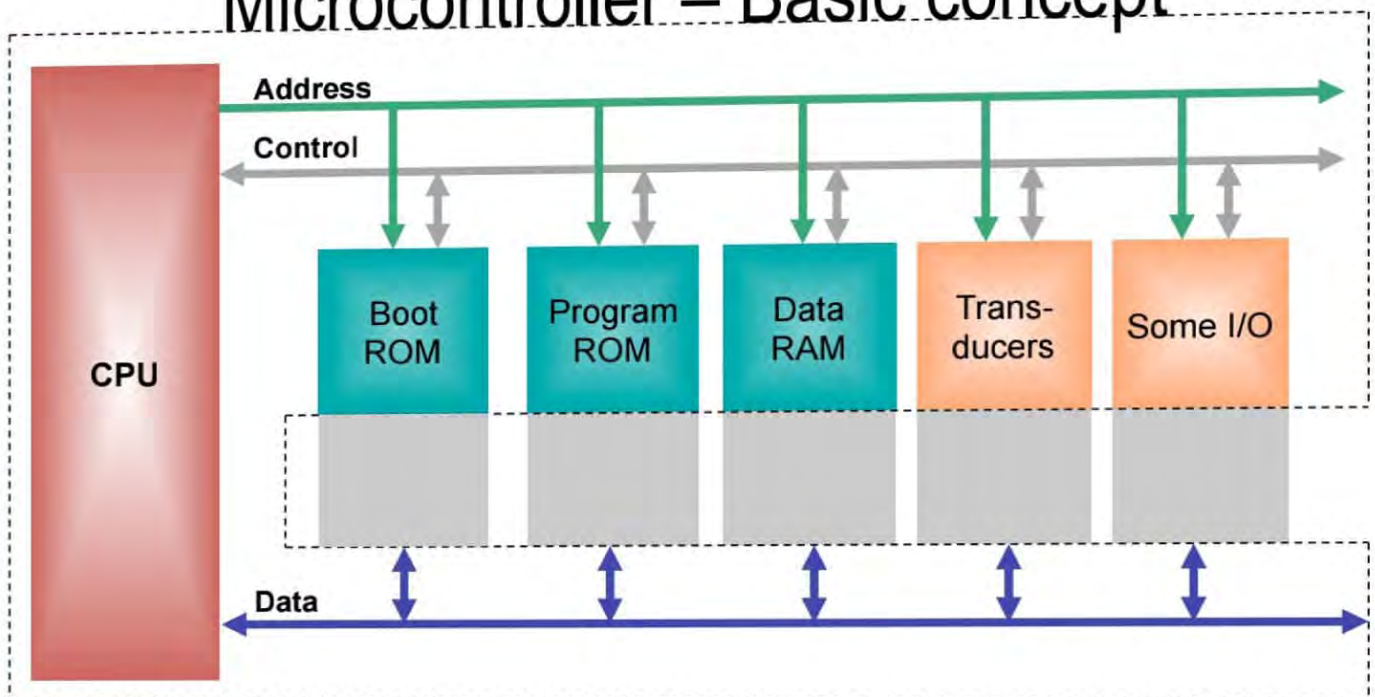 Microcontroller – Basic concept
Address
Control
Boot
ROM
Program
ROM
Data
RAM
Trans-
ducers
Some I/O
CPU
Data